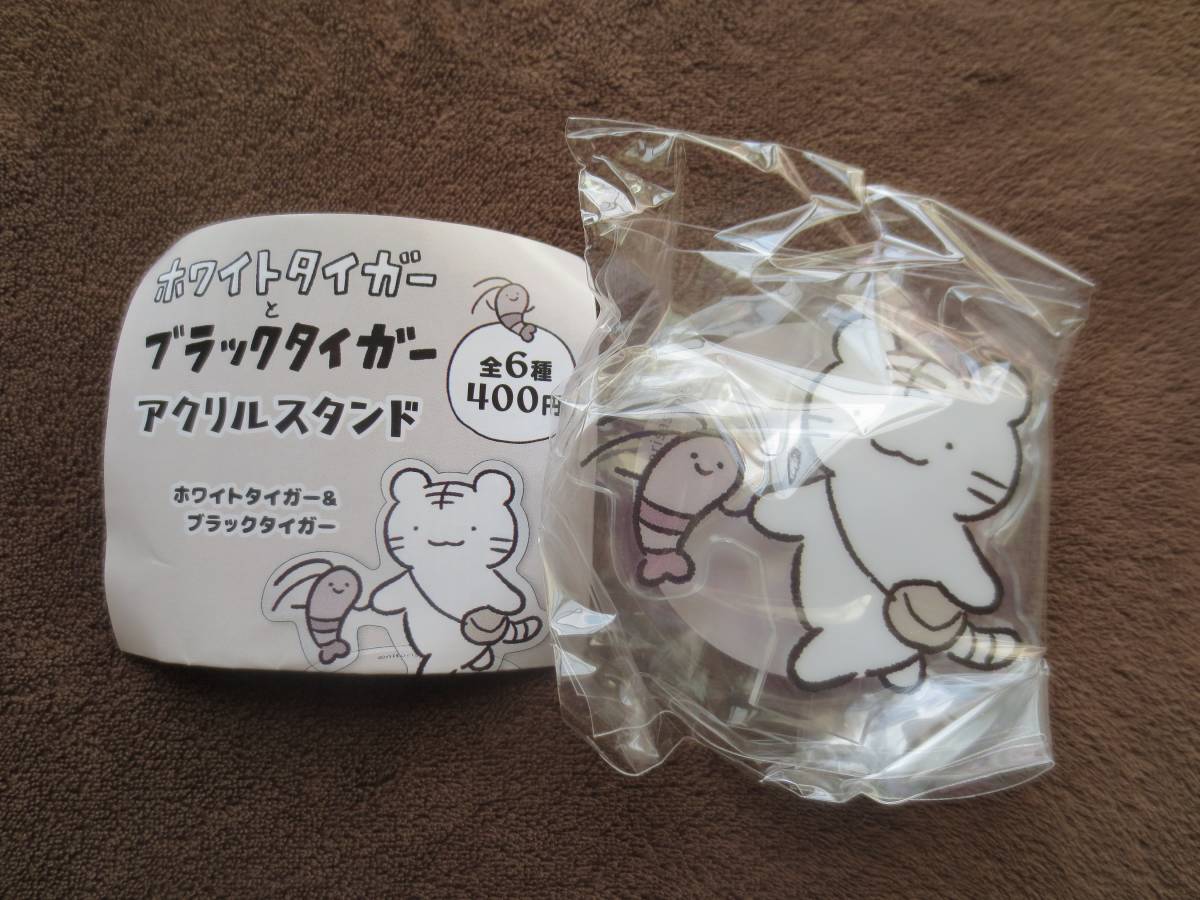 ホワイトタイガー
と
ブラックタイガー
アクリルスタンド
全6種
400円
ホワイトタイガー&
ブラックタイガー